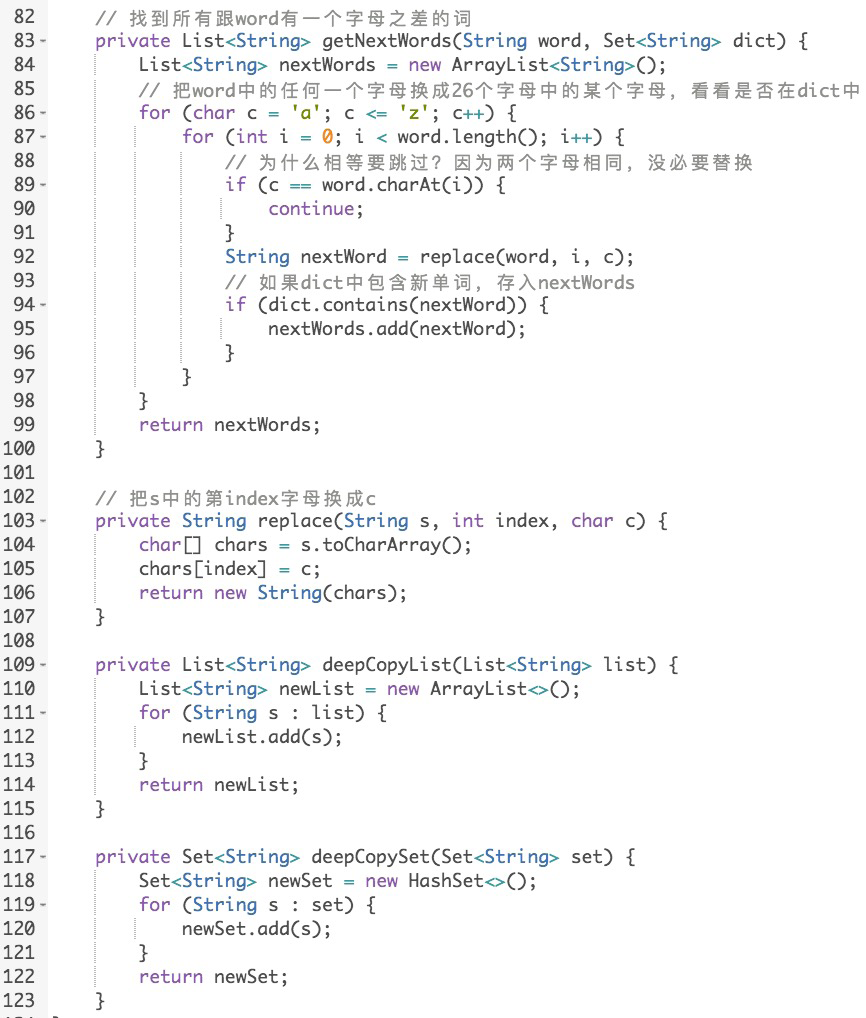 82 // 找到所有跟word有一个字母之差的词
83 private List<String> getNextWords(String word, Set<String> dict) {
84 List<String> nextWords = new ArrayList<String>();
85 // 把word中的任何一个字母换成26个字母中的某个字母，看看是否在dict中
86 for (char c = 'a'; c <= 'z'; c++) {
87 for (int i = 0; i < word.length(); i++) {
88 // 为什么相等要跳过？因为两个字母相同，没必要替换
89 if (c == word.charAt(i)) {
90 continue;
91 }
92 String nextWord = replace(word, i, c);
93 // 如果dict中包含新单词，存入nextWords
94 if (dict.contains(nextWord)) {
95 nextWords.add(nextWord);
96 }
97 }
98 }
99 return nextWords;
100 }
101
102 // 把s中的第index字母换成c
103 private String replace(String s, int index, char c) {
104 char[] chars = s.toCharArray();
105 chars[index] = c;
106 return new String(chars);
107 }
108
109 private List<String> deepCopyList(List<String> list) {
110 List<String> newList = new ArrayList<>();
111 for (String s : list) {
112 newList.add(s);
113 }
114 return newList;
115 }
116
117 private Set<String> deepCopySet(Set<String> set) {
118 Set<String> newSet = new HashSet<>();
119 for (String s : set) {
120 newSet.add(s);
121 }
122 return newSet;
123 }